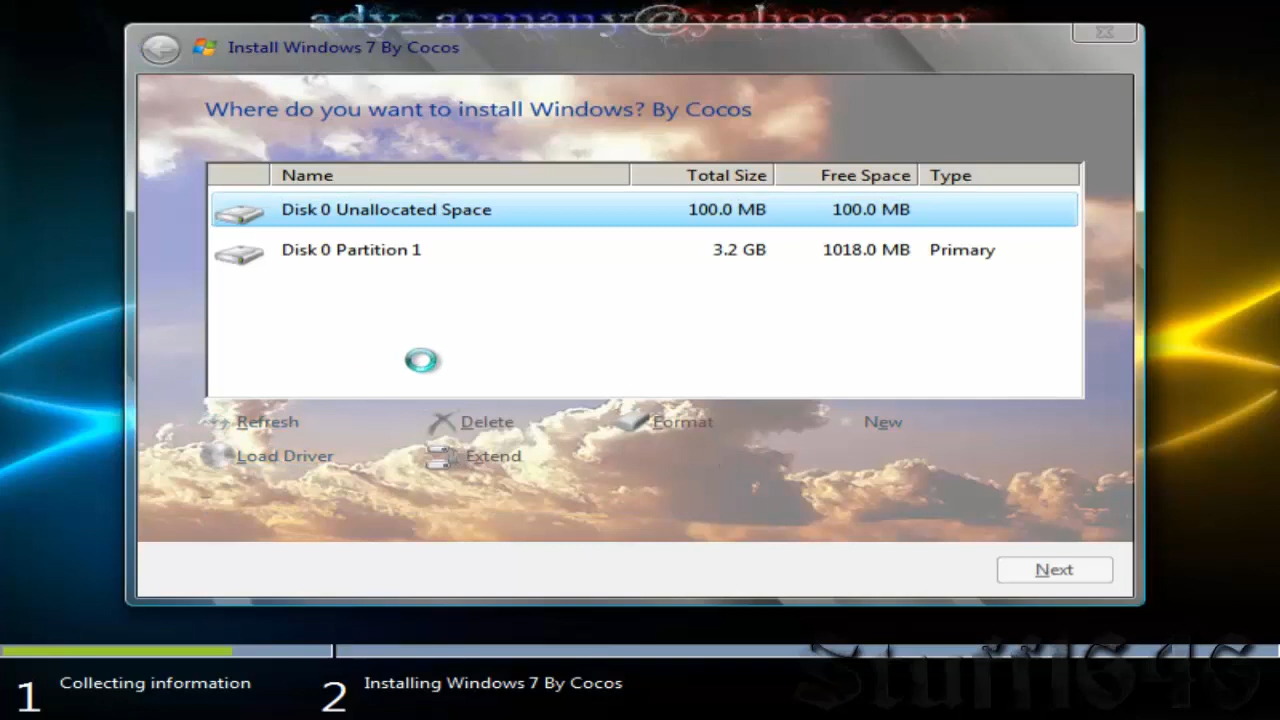 ady_armany@yahoo.com
Install Windows 7 By Cocos
Where do you want to install Windows? By Cocos
Name Total Size Free Space Type
Disk 0 Unallocated Space 100.0 MB 100.0 MB
Disk 0 Partition 1 3.2 GB 1018.0 MB Primary
Refresh Delete Format New
Load Driver Extend
Next
1 Collecting information 2 Installing Windows 7 By Cocos